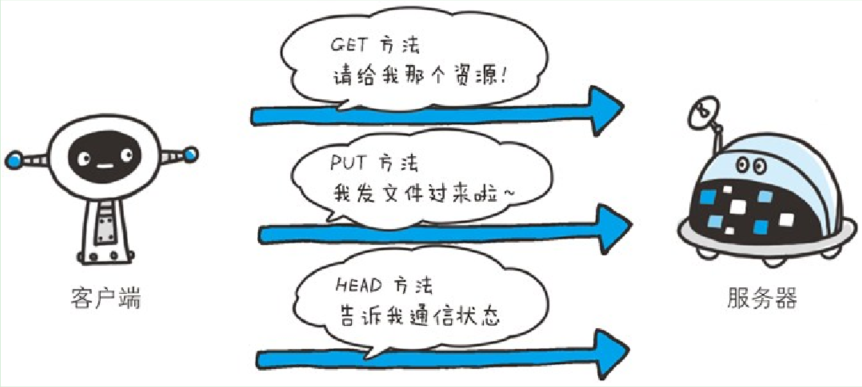 GET 方法
请给我那个资源!
PUT 方法
我发文件过来啦~
HEAD 方法
告诉我通信状态
客户端
服务器